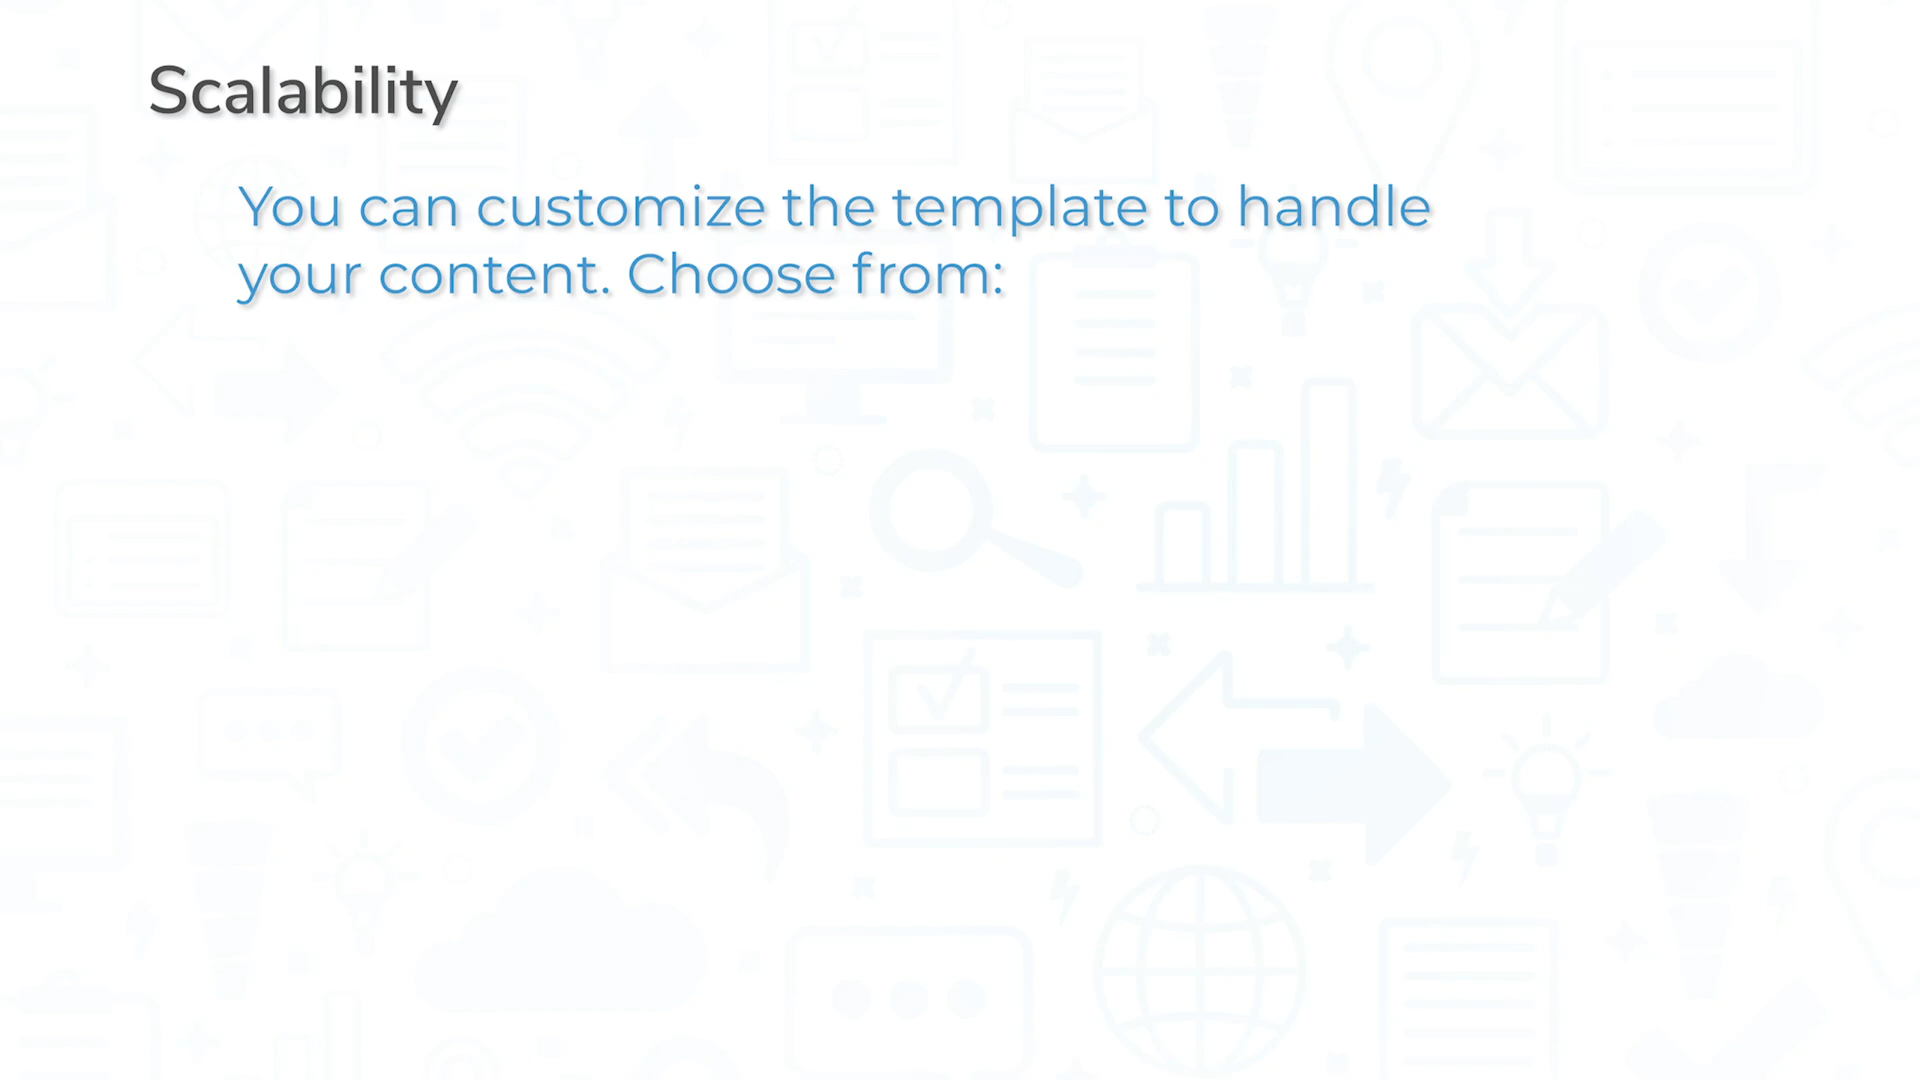 Scalability
You can customize the template to handle
your content. Choose from: